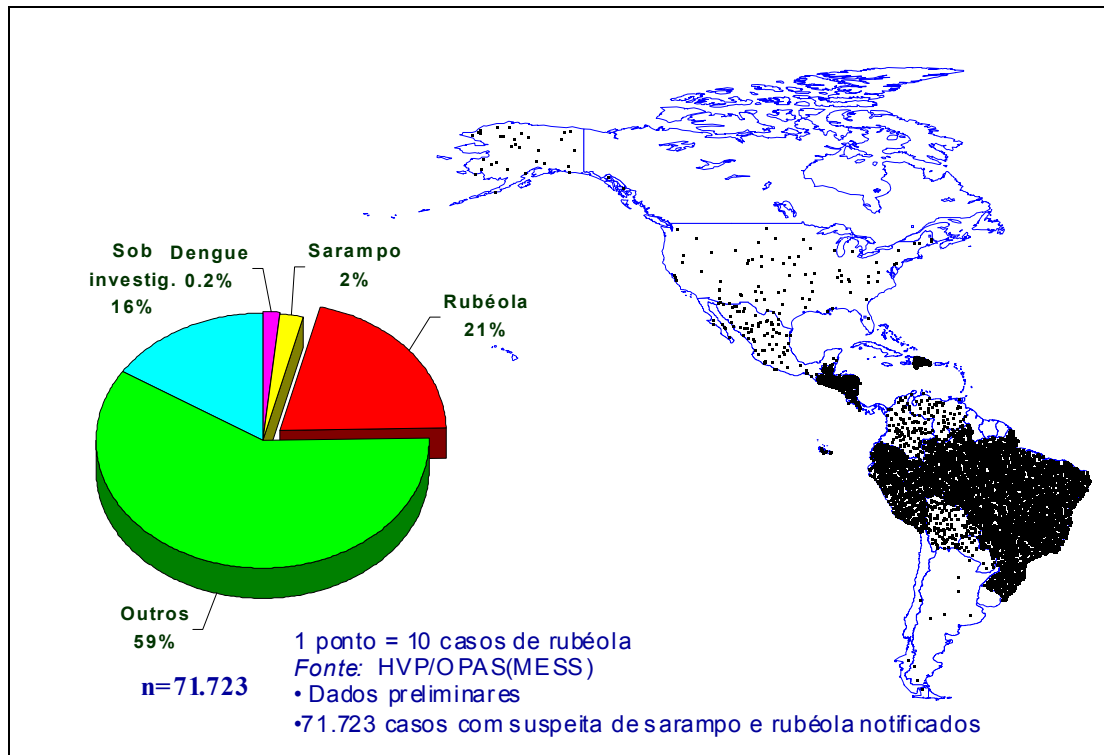 Sob
investig.
16%
Dengue
0.2%
Sarampo
2%
Rubéola
21%
Outros
59%
n=71.723
1 ponto = 10 casos de rubéola
Fonte: HVP/OPAS(MESS)
• Dados preliminares
•71.723 casos com suspeita de sarampo e rubéola notificados